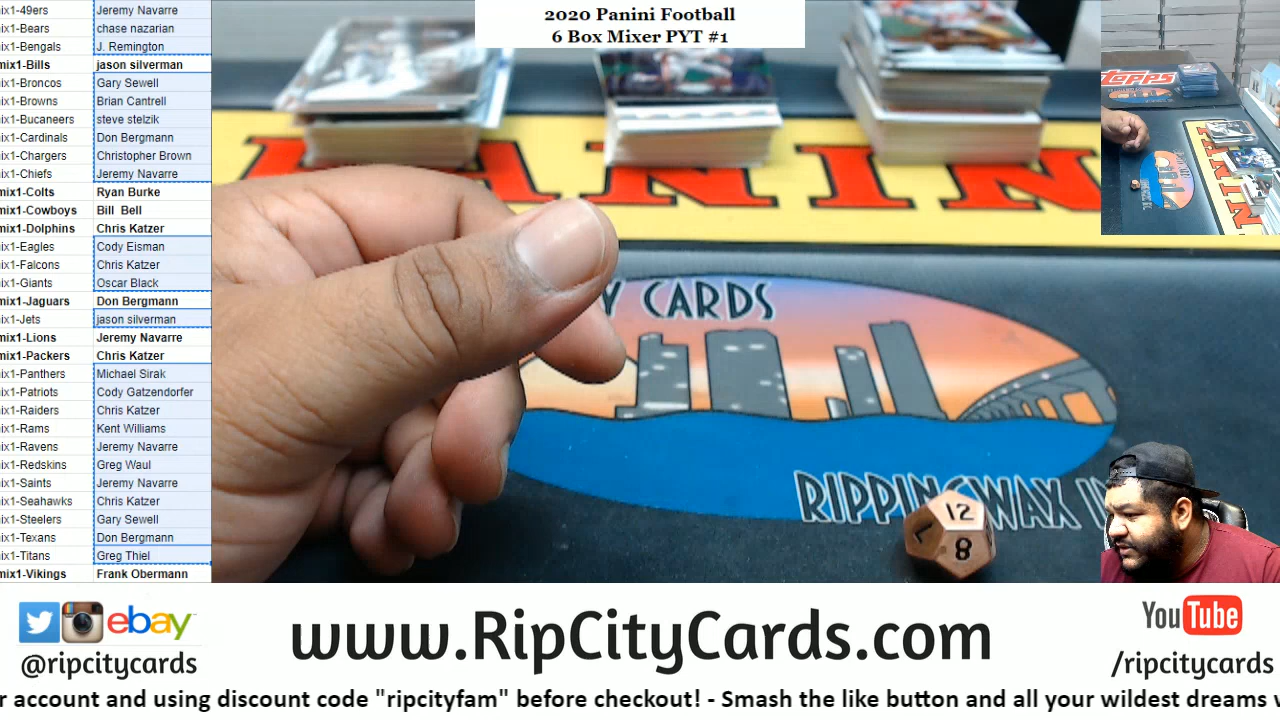 2020 Panini Football
6 Box Mixer PYT #1
ix1-49ers Jeremy Navarre
ix1-Bears chase nazarian
ix1-Bengals J. Remington
mix1-Bills jason silverman
ix1-Broncos Gary Sewell
ix1-Browns Brian Cantrell
ix1-Bucaneers steve stelzik
ix1-Cardinals Don Bergmann
ix1-Chargers Christopher Brown
ix1-Chiefs Jeremy Navarre
mix1-Colts Ryan Burke
mix1-Cowboys Bill Bell
mix1-Dolphins Chris Katzer
ix1-Eagles Cody Eisman
ix1-Falcons Chris Katzer
ix1-Giants Oscar Black
mix1-Jaguars Don Bergmann
ix1-Jets jason silverman
mix1-Lions Jeremy Navarre
mix1-Packers Chris Katzer
ix1-Panthers Michael Sirak
ix1-Patriots Cody Gatzendorfer
ix1-Raiders Chris Katzer
ix1-Rams Kent Williams
ix1-Ravens Jeremy Navarre
ix1-Redskins Greg Waul
ix1-Saints Jeremy Navarre
ix1-Seahawks Chris Katzer
ix1-Steelers Gary Sewell
ix1-Texans Don Bergmann
ix1-Titans Greg Thiel
mix1-Vikings Frank Obermann
PANINI
TOPPS
Y CARDS
RIPPINGWAX
12
8
ebay
@ripcitycards
www.RipCityCards.com
YouTube
/ripcitycards
r account and using discount code "ripcityfam" before checkout! - Smash the like button and all your wildest dreams